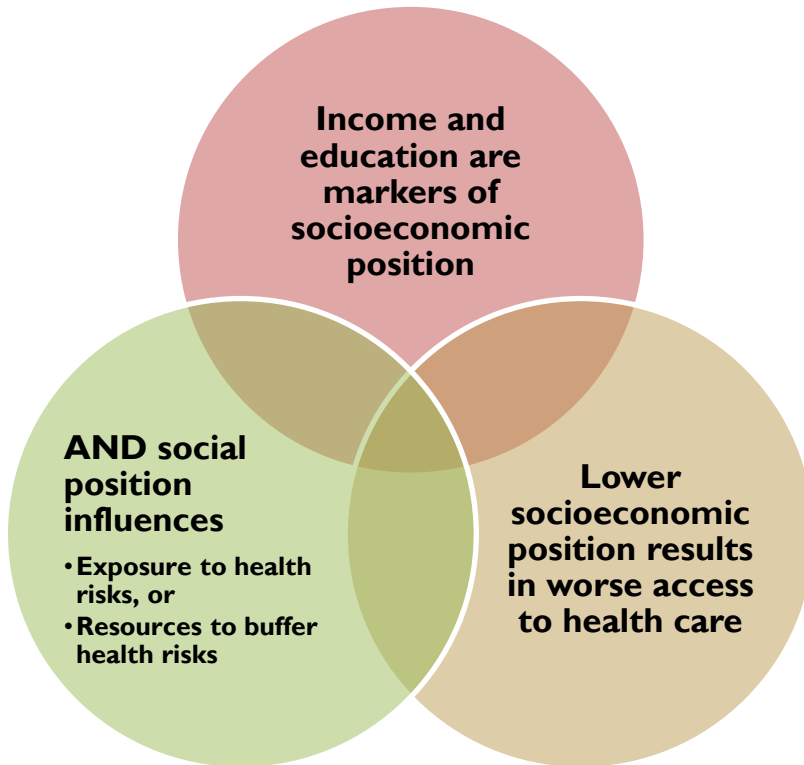 Income and
education are
markers of
socioeconomic
position
AND social
position
influences
• Exposure to health
risks, or
• Resources to buffer
health risks
Lower
socioeconomic
position results
in worse access
to health care